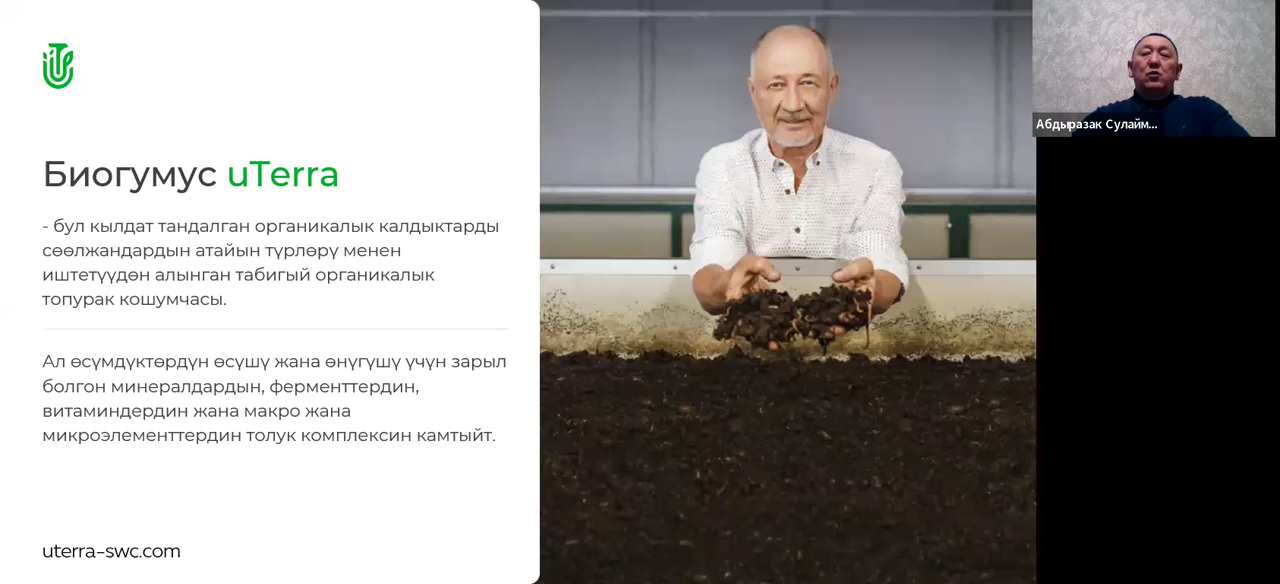 Биогумус uTerra
- бул кылдат тандалган органикалык калдыктарды
сөөлжандардын атайын түрлөрү менен
иштетүүдөн алынган табигый органикалык
топурак кошумчасы.
Ал өсүмдүктөрдүн өсүшү жана өнүгүшү үчүн зарыл
болгон минералдардын, ферменттердин,
витаминдердин жана макро жана
микроэлементтердин толук комплексин камтыйт.
uterra-swc.com
Абдыразак Сулайм...